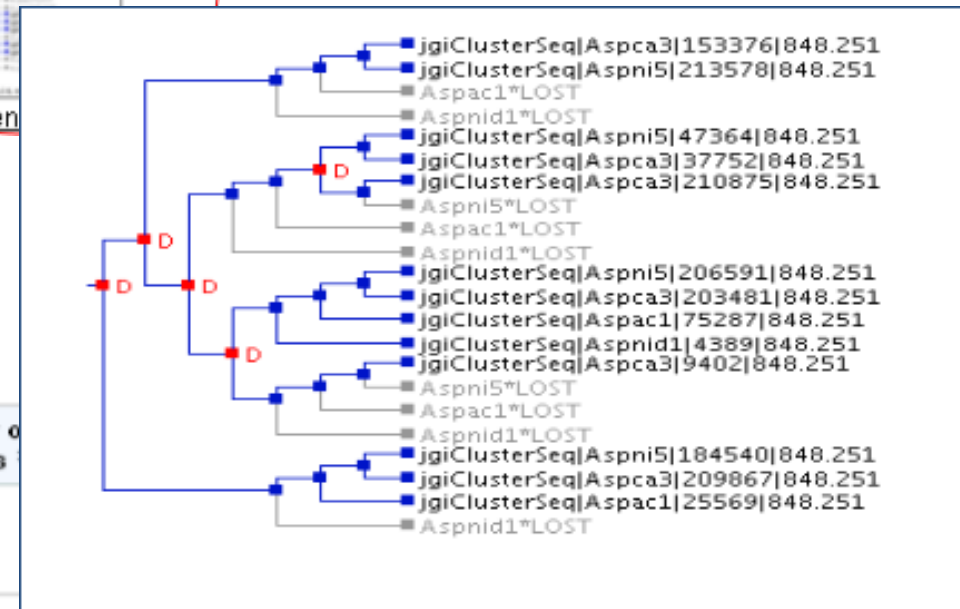 jgiClusterSeq|Aspca3|153376|848.251
jgiClusterSeq|Aspni5|213578|848.251
Aspac1*LOST
Aspnid1*LOST
jgiClusterSeq|Aspni5|47364|848.251
jgiClusterSeq|Aspca3|37752|848.251
D
jgiClusterSeq|Aspca3|210875|848.251
Aspni5*LOST
Aspac1*LOST
D
Aspnid1*LOST
jgiClusterSeq|Aspni5|206591|848.251
D
D
jgiClusterSeq|Aspca3|203481|848.251
jgiClusterSeq|Aspac1|75287|848.251
jgiClusterSeq|Aspnid1|4389|848.251
D
jgiClusterSeq|Aspca3|9402|848.251
Aspni5*LOST
Aspac1*LOST
Aspnid1*LOST
jgiClusterSeq|Aspni5|184540|848.251
jgiClusterSeq|Aspca3|209867|848.251
jgiClusterSeq|Aspac1|25569|848.251
Aspnid1*LOST